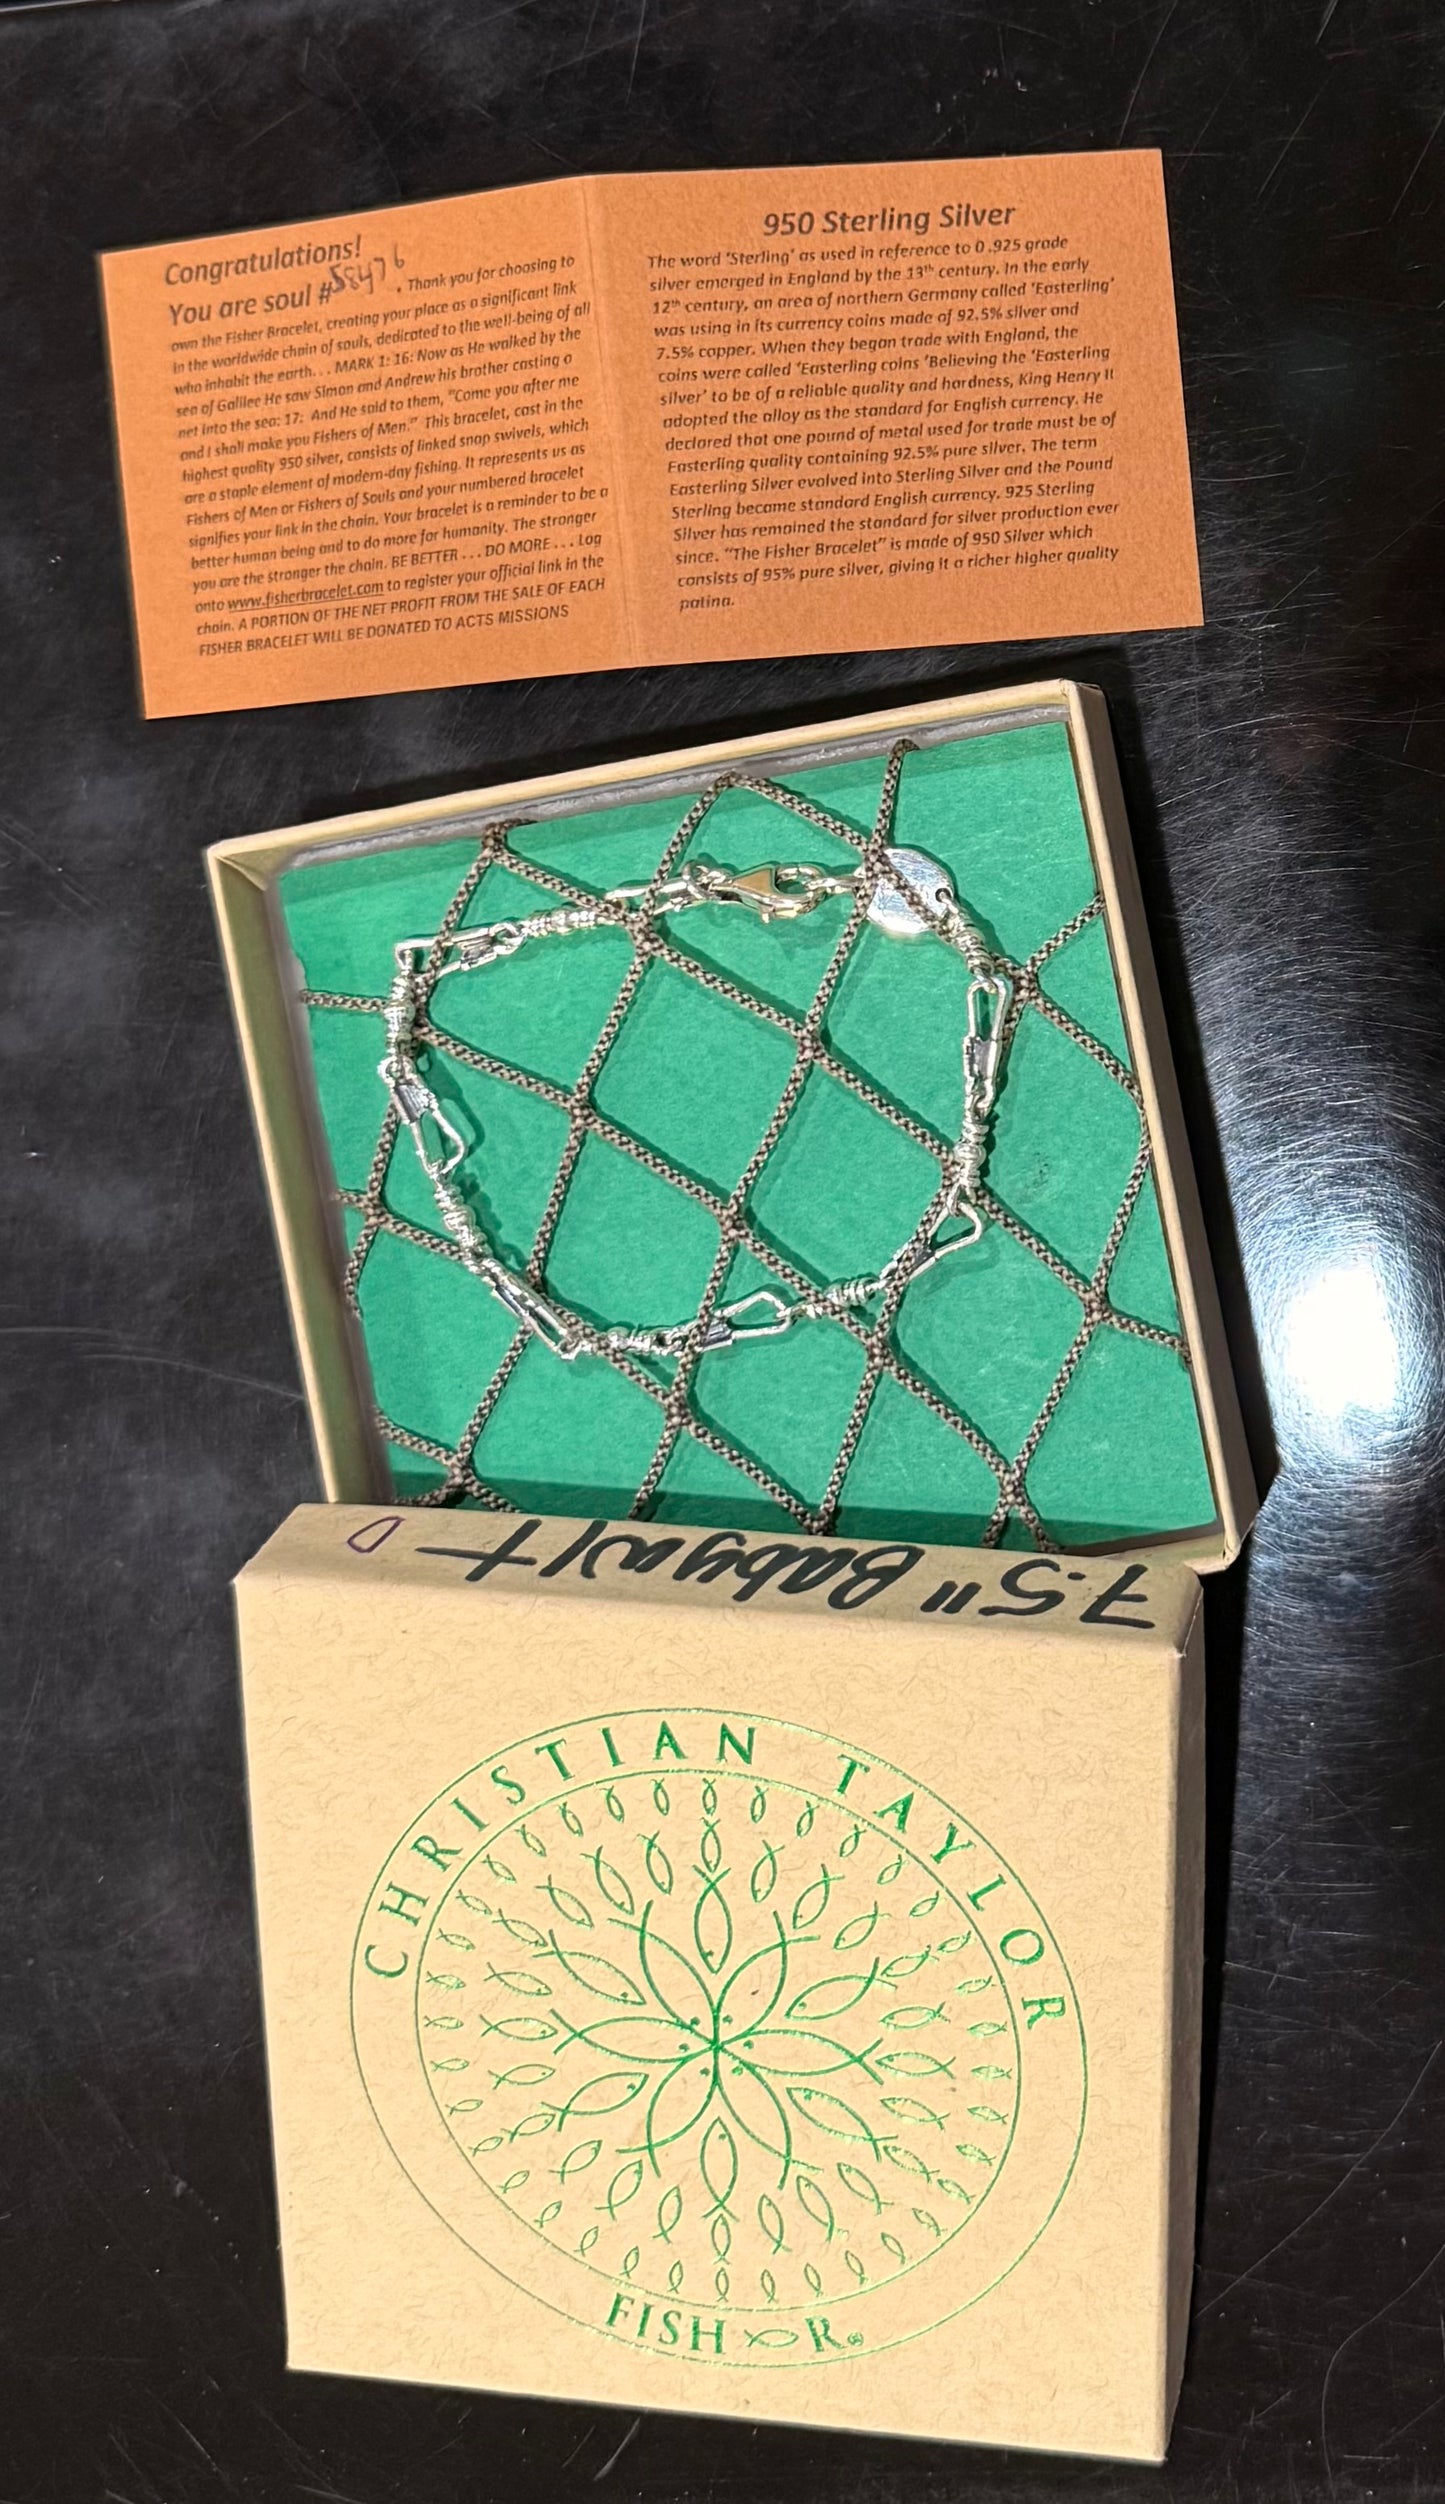 Congratulations!
You are soul #58476 . Thank you for choosing to
own the Fisher Bracelet, creating your place as a significant link
in the worldwide chain of souls, dedicated to the well-being of all
who inhabit the earth. . . MARK 1: 16: Now as He walked by the
sea of Galilee He saw Simon and Andrew his brother casting a
net into the sea: 17: And He said to them, "Come you after me
and I shall make you Fishers of Men." This bracelet, cast in the
highest quality 950 silver, consists of linked snap swivels, which
are a staple element of modern-day fishing. It represents us as
Fishers of Men or Fishers of Souls and your numbered bracelet
signifies your link in the chain. Your bracelet is a reminder to be a
better human being and to do more for humanity. The stronger
you are the stronger the chain. BE BETTER . . . DO MORE . . . Log
onto www.fisherbracelet.com to register your official link in the
chain. A PORTION OF THE NET PROFIT FROM THE SALE OF EACH
FISHER BRACELET WILL BE DONATED TO ACTS MISSIONS
950 Sterling Silver
The word 'Sterling' as used in reference to 0 .925 grade
silver emerged in England by the 13th century. In the early
12th century, an area of northern Germany called 'Easterling'
was using in its currency coins made of 92.5% silver and
7.5% copper. When they began trade with England, the
coins were called 'Easterling coins 'Believing the 'Easterling
silver' to be of a reliable quality and hardness, King Henry II
adopted the alloy as the standard for English currency. He
declared that one pound of metal used for trade must be of
Easterling quality containing 92.5% pure silver. The term
Easterling Silver evolved into Sterling Silver and the Pound
Sterling became standard English currency. 925 Sterling
Silver has remained the standard for silver production ever
since. "The Fisher Bracelet" is made of 950 Silver which
consists of 95% pure silver, giving it a richer higher quality
patina.
7.5" Babywt
CHRISTIAN TAYLOR
FISH R®